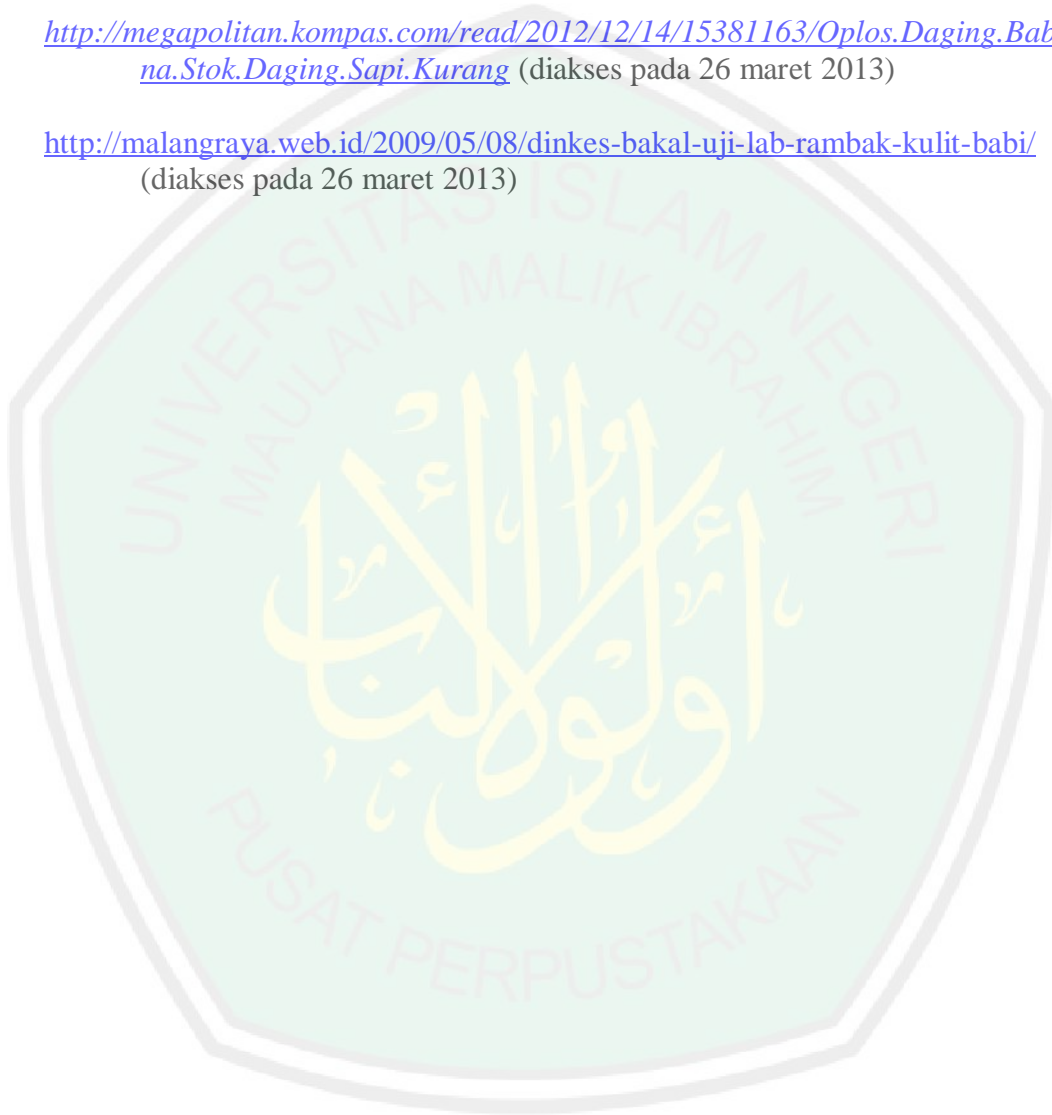 http://megapolitan.kompas.com/read/2012/12/14/15381163/Oplos.Daging.Bab
na.Stok.Daging.Sapi.Kurang (diakses pada 26 maret 2013)
http://malangraya.web.id/2009/05/08/dinkes-bakal-uji-lab-rambak-kulit-babi/
(diakses pada 26 maret 2013)
UNIVERSITAS ISLAM NEGERI
MAULANA MALIK IBRAHIM
أولوا الألباب
PUSAT PERPUSTAKAAN